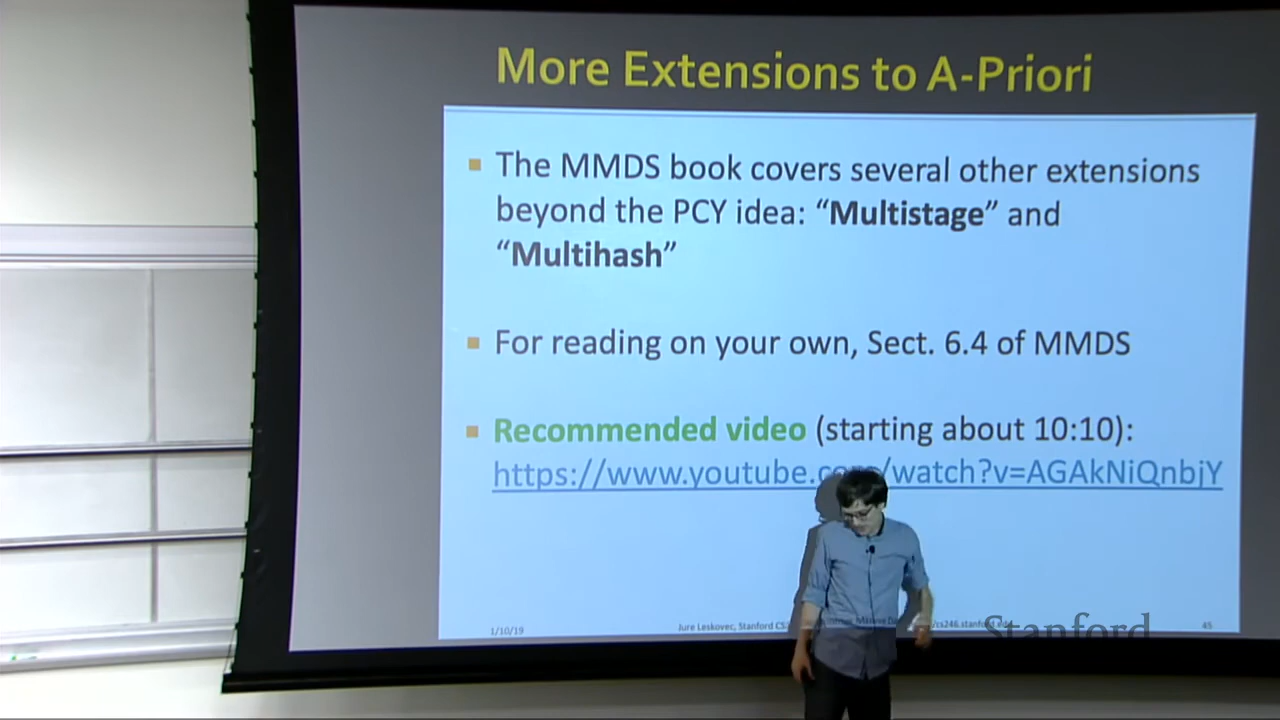 More Extensions to A-Priori
The MMDS book covers several other extensions
beyond the PCY idea: “Multistage” and
“Multihash”
For reading on your own, Sect. 6.4 of MMDS
Recommended video (starting about 10:10):
https://www.youtube.com/watch?v=AGAkNiQnbjY
1/10/19 Jure Leskovec, Stanford 45
Stanford